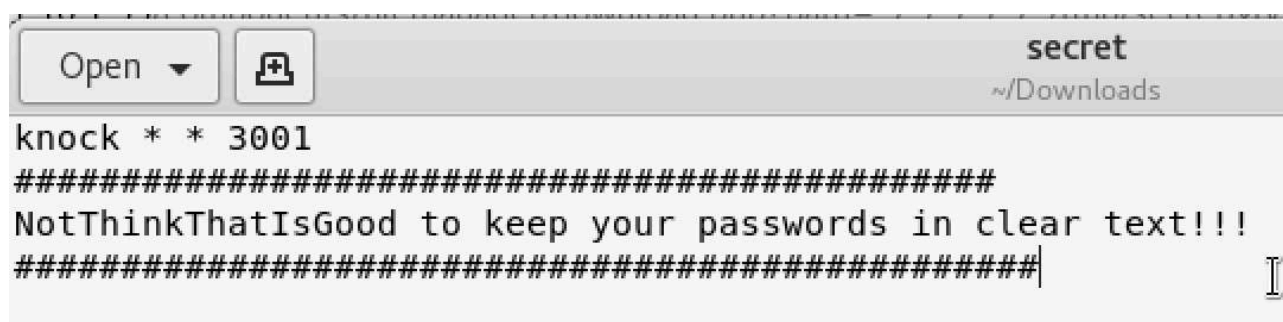 Open
secret
~/Downloads
knock * * 3001
##############################################
NotThinkThatIsGood to keep your passwords in clear text!!!
################################################